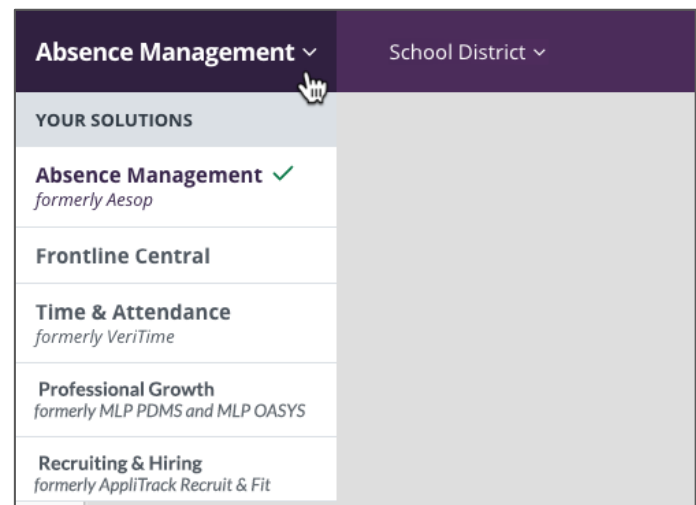 Absence Management
School District
YOUR SOLUTIONS
Absence Management
formerly Aesop
Frontline Central
Time & Attendance
formerly VeriTime
Professional Growth
formerly MLP PDMS and MLP OASYS
Recruiting & Hiring
formerly AppliTrack Recruit & Fit